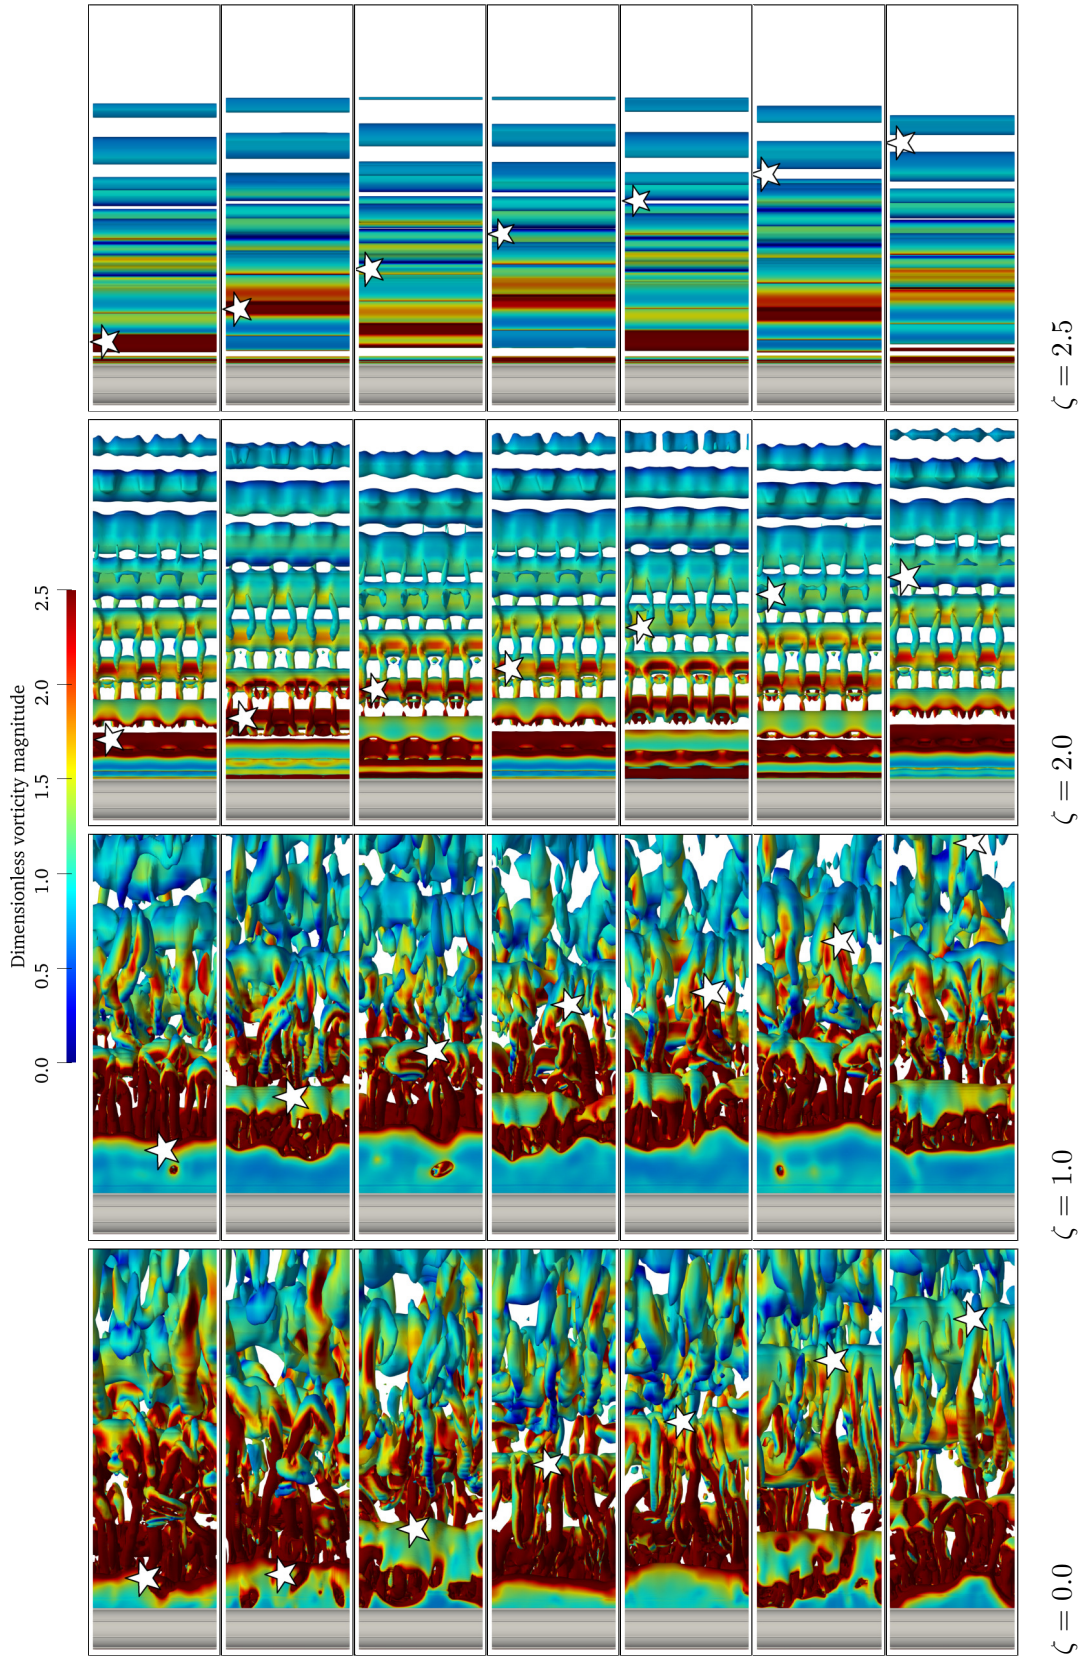 Dimensionless vorticity magnitude
0.0 0.5 1.0 1.5 2.0 2.5
ζ = 0.0
ζ = 1.0
ζ = 2.0
ζ = 2.5